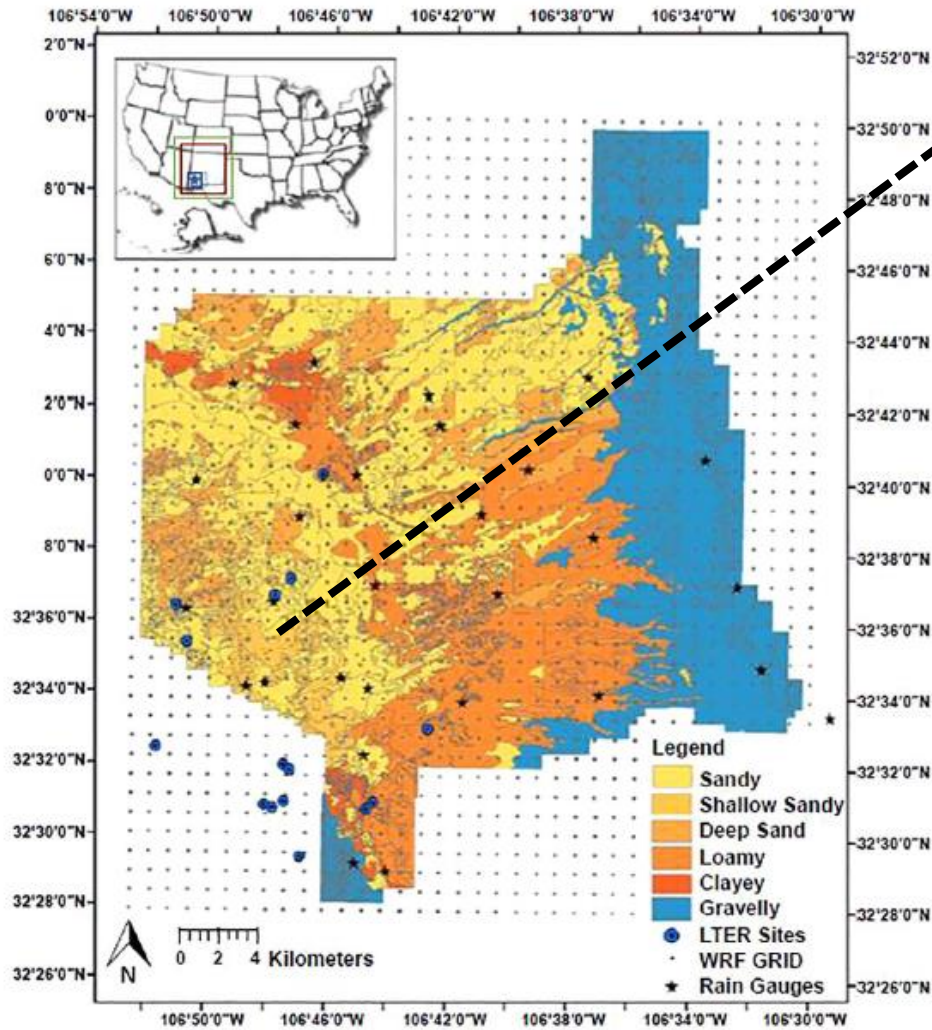 106°54'0"W 106°50'0"W 106°46'0"W 106°42'0"W 106°38'0"W 106°34'0"W 106°30'0"W
2'0"N
0'0"N
8'0"N
6'0"N
4'0"N
2'0"N
0'0"N
8'0"N
32°36'0"N
32°34'0"N
32°32'0"N
32°30'0"N
32°28'0"N
32°26'0"N
32°52'0"N
32°50'0"N
32°48'0"N
32°46'0"N
32°44'0"N
32°42'0"N
32°40'0"N
32°38'0"N
32°36'0"N
32°34'0"N
32°32'0"N
32°30'0"N
32°28'0"N
32°26'0"N
Legend
Sandy
Shallow Sandy
Deep Sand
Loamy
Clayey
Gravelly
LTER Sites
WRF GRID
Rain Gauges
N
0 2 4 Kilometers
106°50'0"W 106°46'0"W 106°42'0"W 106°38'0"W 106°34'0"W 106°30'0"W